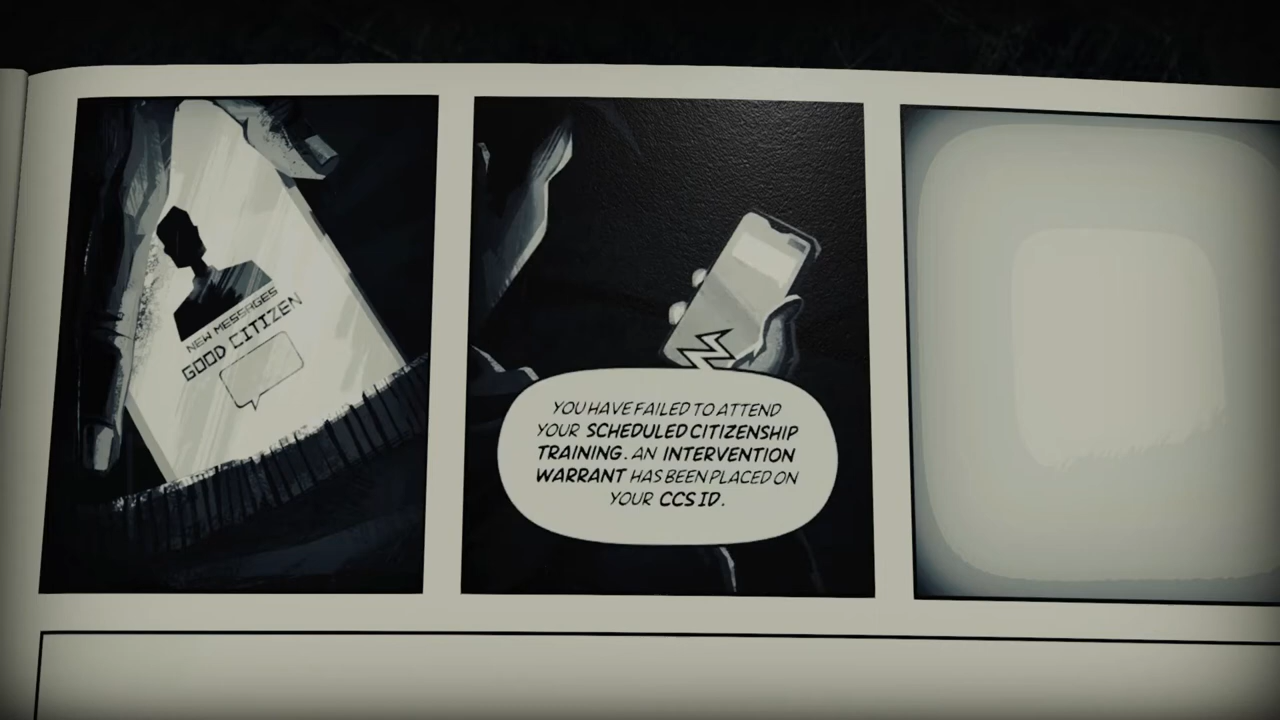 NEW MESSAGES
GOOD CITIZEN
YOU HAVE FAILED TO ATTEND
YOUR SCHEDULED CITIZENSHIP
TRAINING. AN INTERVENTION
WARRANT HAS BEEN PLACED ON
YOUR CCS ID.